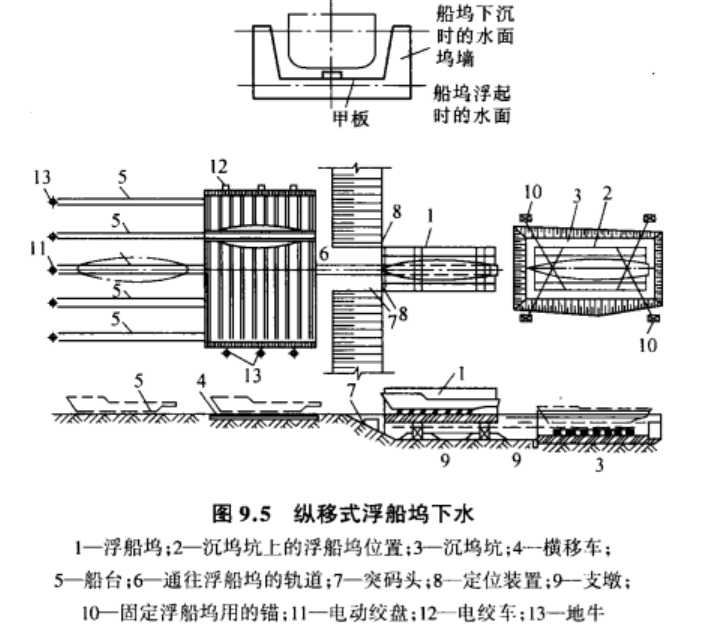 船坞下沉
时的水面
坞墙
船坞浮起
时的水面
甲板
13
5
12
5
11
5
5
13
6
8
1
7
8
10
3
2
10
5
4
7
1
9
9
3
图 9.5 纵移式浮船坞下水
1—浮船坞;2—沉坞坑上的浮船坞位置;3—沉坞坑;4—横移车;
5—船台;6—通往浮船坞的轨道;7—突码头;8—定位装置;9—支墩;
10—固定浮船坞用的锚;11—电动绞盘;12—电绞车;13—地牛